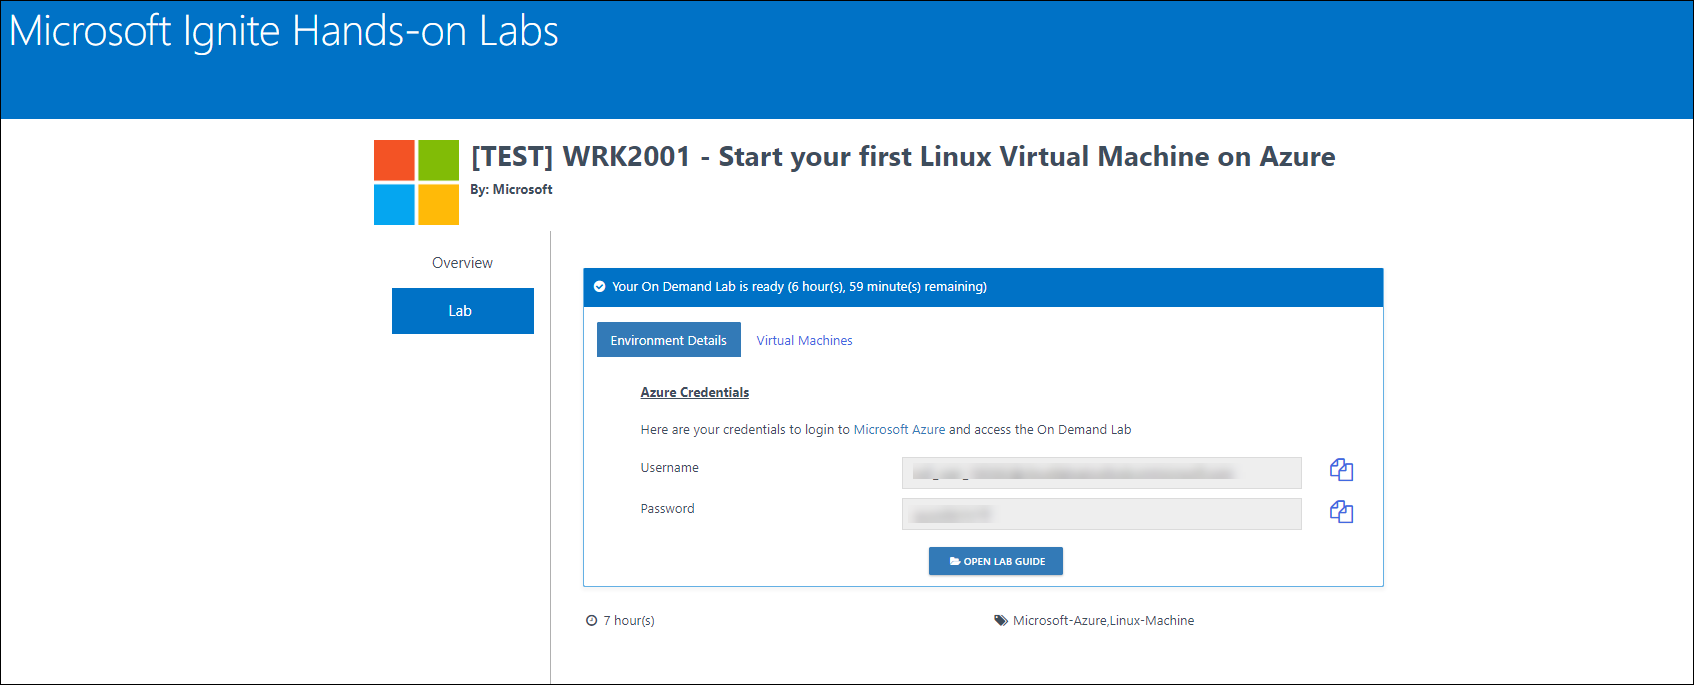 Microsoft Ignite Hands-on Labs
[TEST] WRK2001 - Start your first Linux Virtual Machine on Azure
By: Microsoft
Overview
Lab
Your On Demand Lab is ready (6 hour(s), 59 minute(s) remaining)
Environment Details
Virtual Machines
Azure Credentials
Here are your credentials to login to Microsoft Azure and access the On Demand Lab
Username
Password
OPEN LAB GUIDE
7 hour(s)
Microsoft-Azure,Linux-Machine